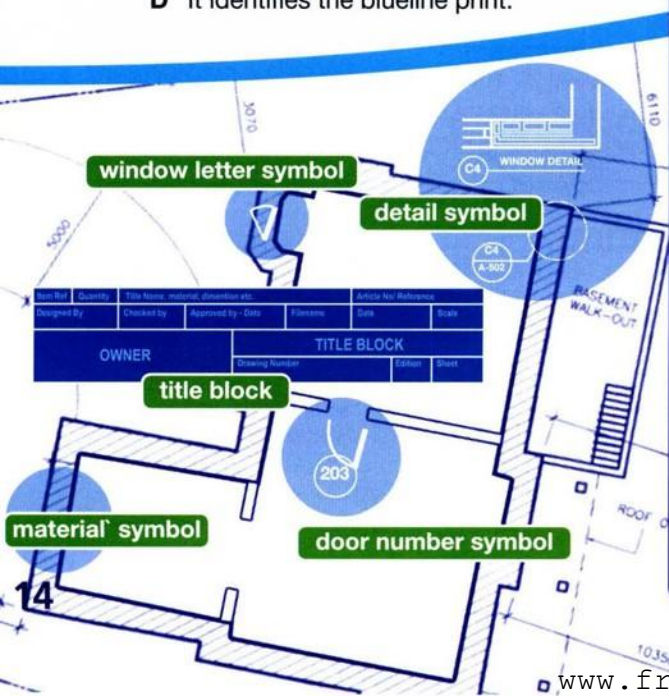 D It identifies the blueline print.
3070
6110
WINDOW DETAIL
C4
window letter symbol
detail symbol
5000
C4
A-502
BASEMENT
WALK-OUT
Item Ref Quantity Title Name, material, dimention etc. Article No/ Reference
Designed By Checked by Approved by - Date Filename Date Scale
OWNER
TITLE BLOCK
Drawing Number Edition Sheet
title block
203
material` symbol
door number symbol
ROOF O
14
1035
www.fr